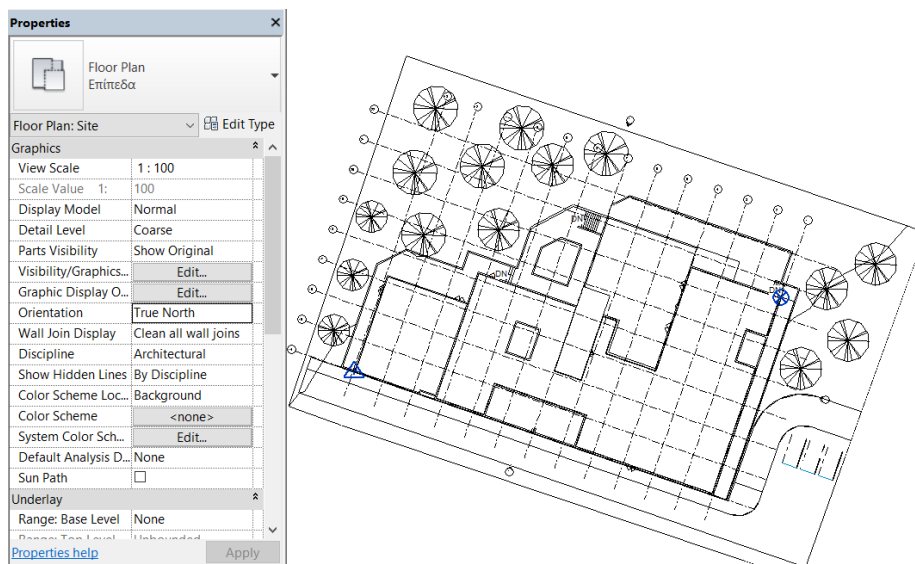 Properties
Floor Plan
Επίπεδα
Floor Plan: Site
Edit Type
Graphics
View Scale 1 : 100
Scale Value 1: 100
Display Model Normal
Detail Level Coarse
Parts Visibility Show Original
Visibility/Graphics... Edit...
Graphic Display O... Edit...
Orientation True North
Wall Join Display Clean all wall joins
Discipline Architectural
Show Hidden Lines By Discipline
Color Scheme Loc... Background
Color Scheme <none>
System Color Sch... Edit...
Default Analysis D... None
Sun Path
Underlay
Range: Base Level None
Range: Top Level Unbounded
Properties help Apply
DN
DN